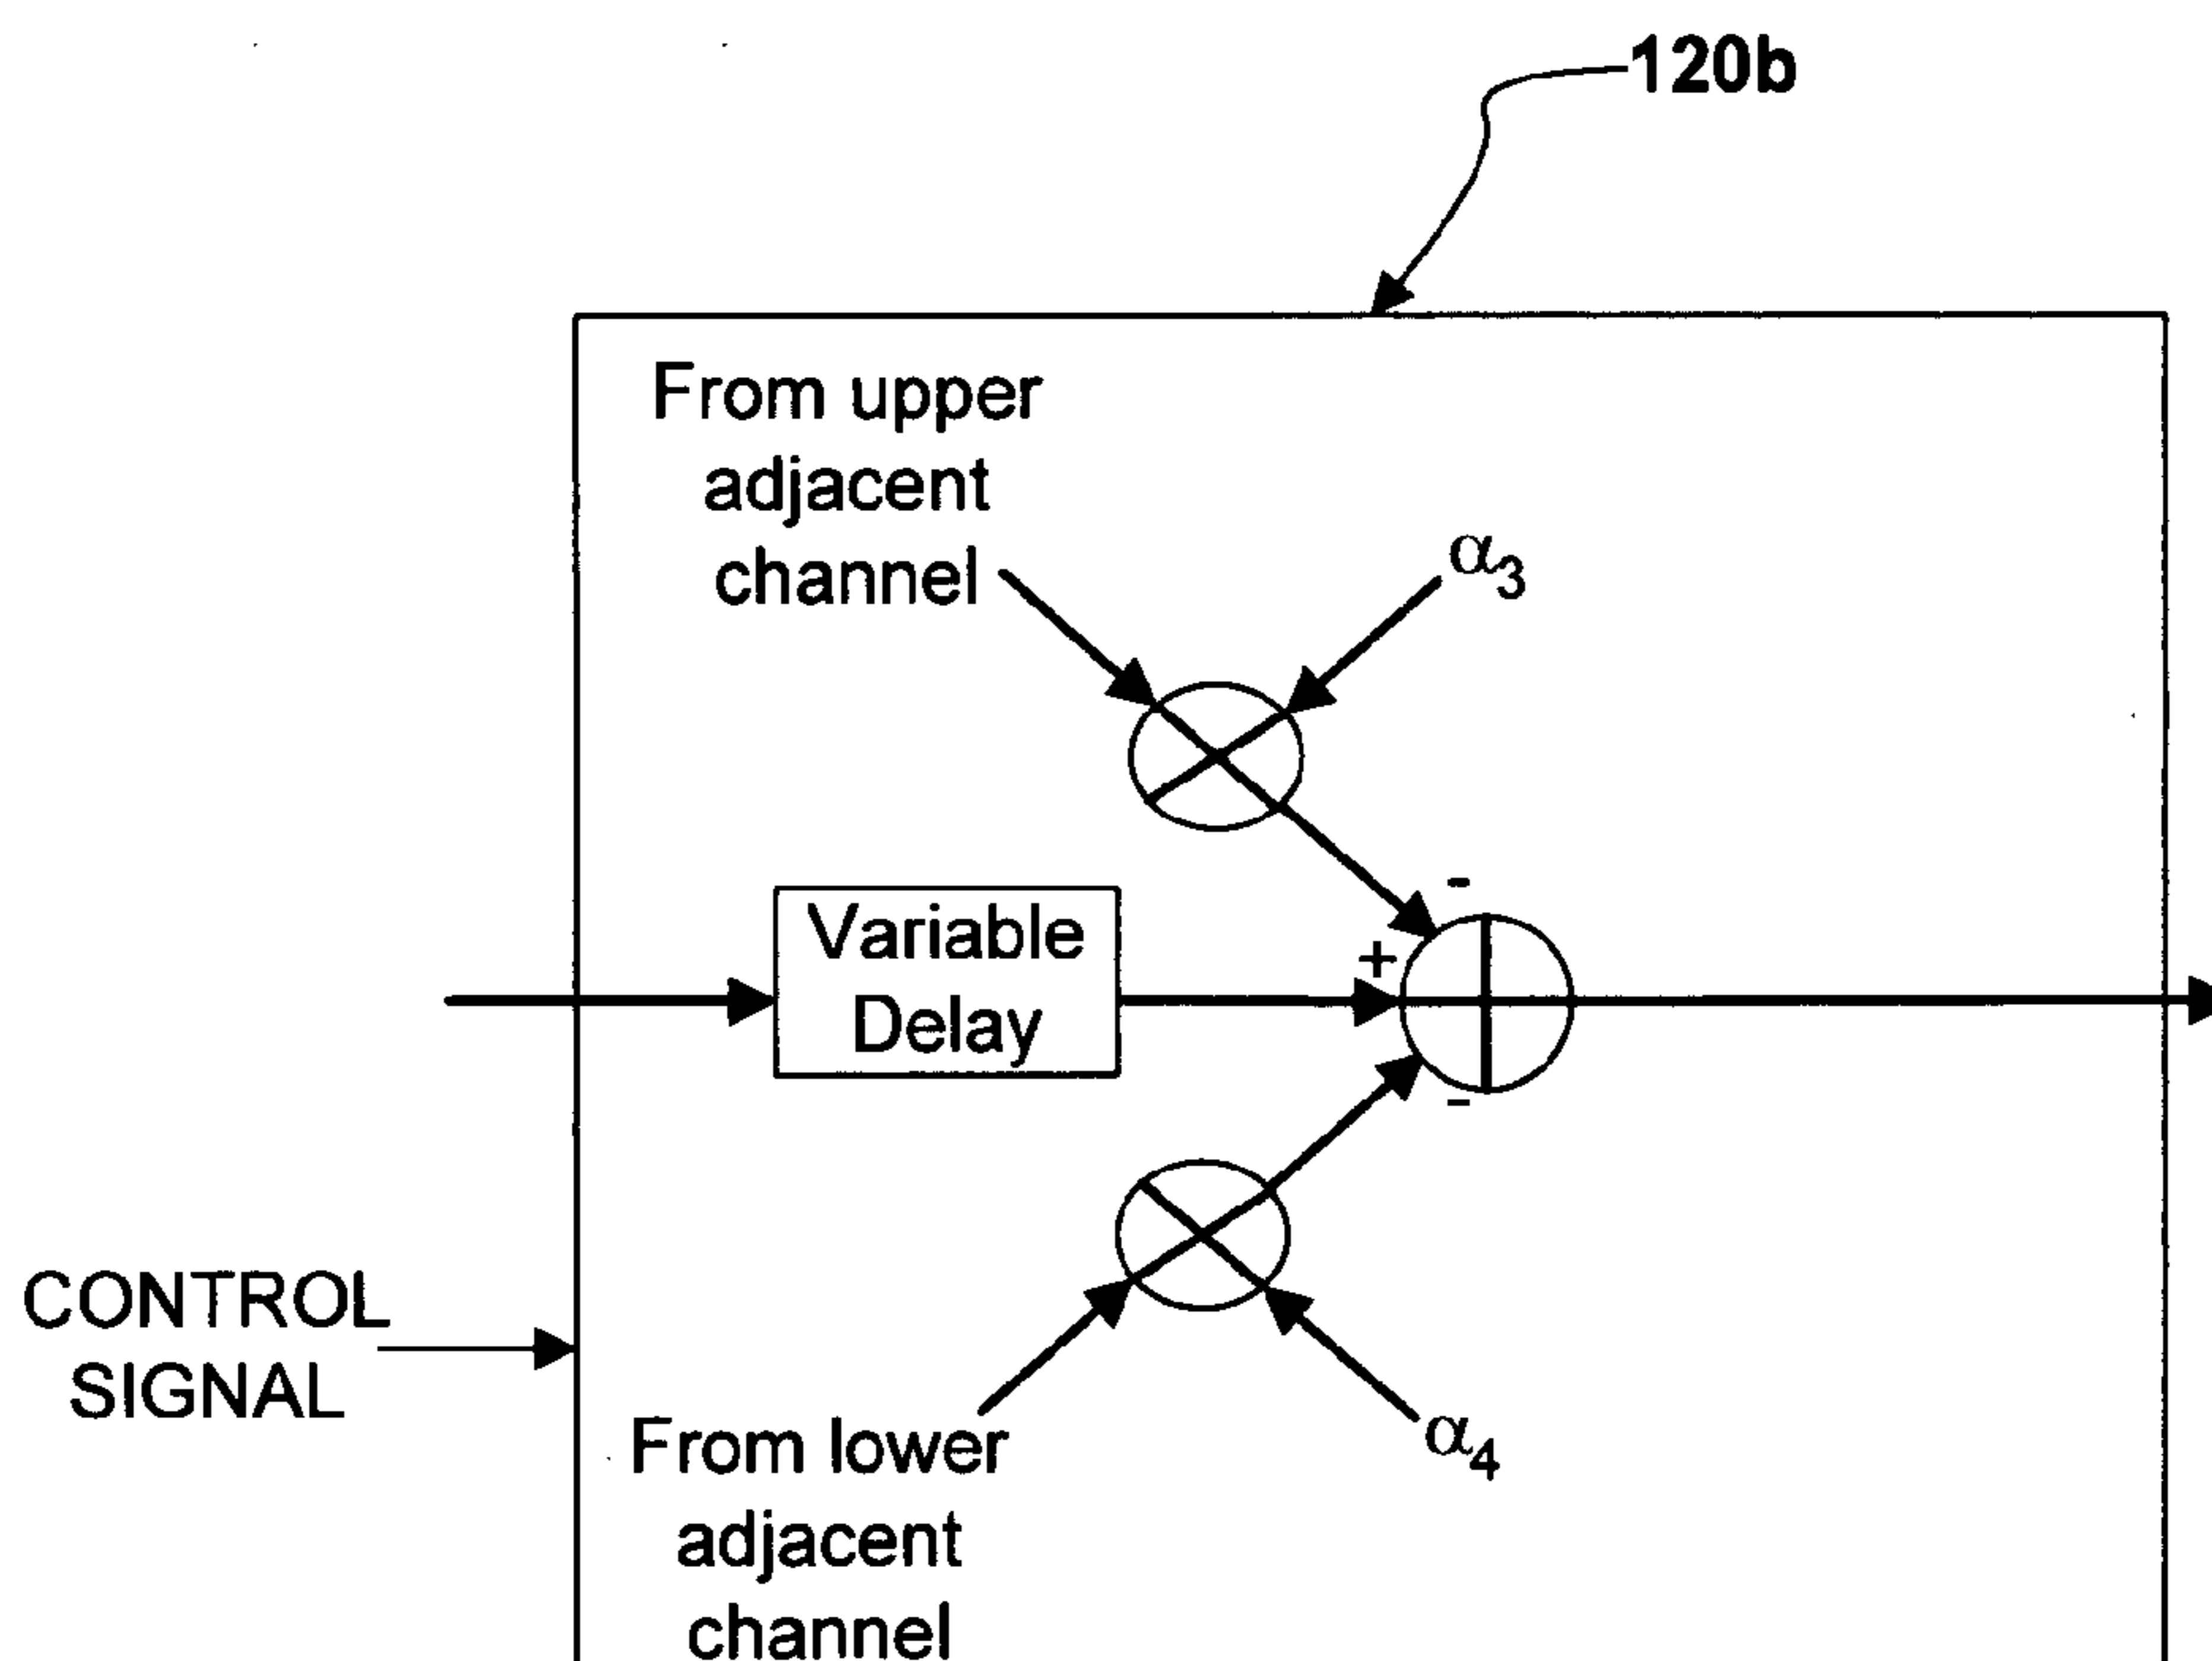 120b
From upper
adjacent
channel
α3
-
Variable
Delay
+
-
CONTROL
SIGNAL
α4
From lower
adjacent
channel